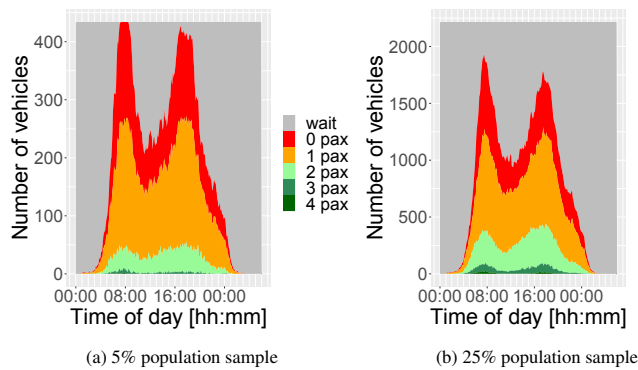 Number of vehicles
400
300
200
100
0
00:00 08:00 16:00 00:00
Time of day [hh:mm]
wait
0 pax
1 pax
2 pax
3 pax
4 pax
Number of vehicles
2000
1500
1000
500
0
00:00 08:00 16:00 00:00
Time of day [hh:mm]
(a) 5% population sample
(b) 25% population sample